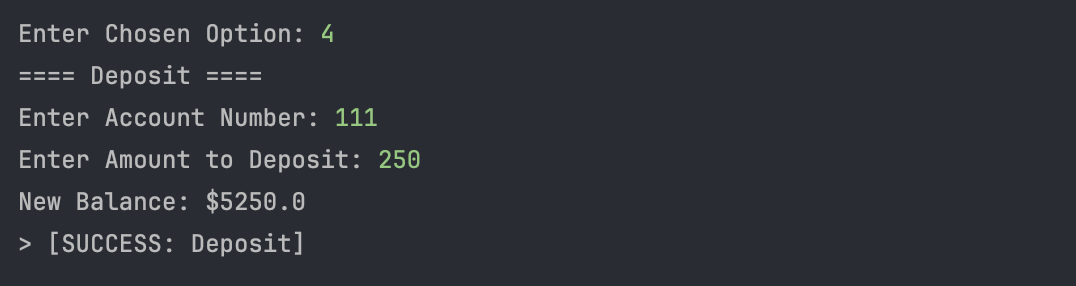 Enter Chosen Option: 4
==== Deposit ====
Enter Account Number: 111
Enter Amount to Deposit: 250
New Balance: $5250.0
> [SUCCESS: Deposit]